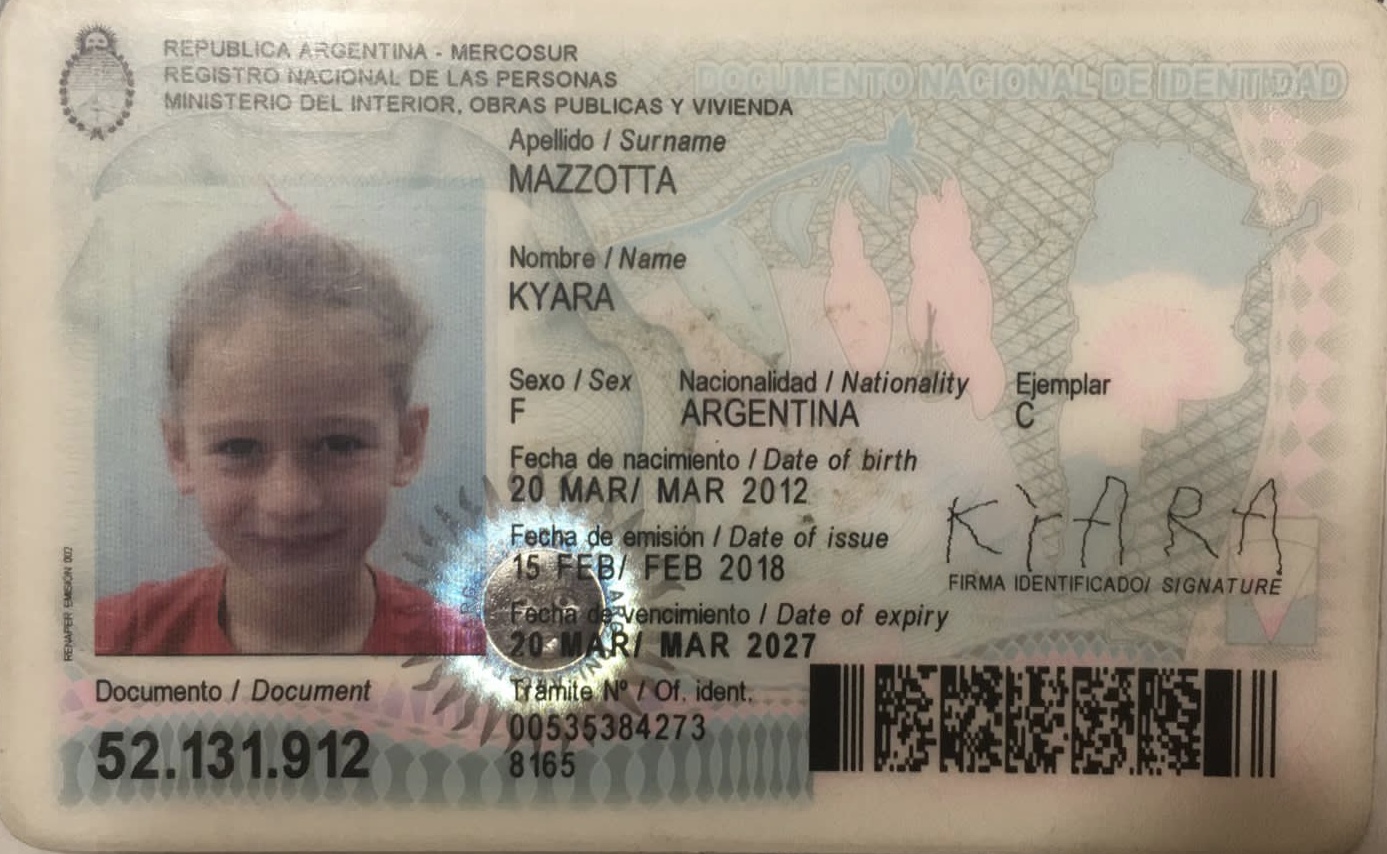 REPUBLICA ARGENTINA - MERCOSUR
REGISTRO NACIONAL DE LAS PERSONAS
MINISTERIO DEL INTERIOR, OBRAS PUBLICAS Y VIVIENDA
DOCUMENTO NACIONAL DE IDENTIDAD
Apellido / Surname
MAZZOTTA
Nombre / Name
KYARA
Sexo / Sex Nacionalidad / Nationality Ejemplar
F ARGENTINA C
Fecha de nacimiento / Date of birth
20 MAR/ MAR 2012
Fecha de emisión / Date of issue
15 FEB/ FEB 2018
KYARA
FIRMA IDENTIFICADO/ SIGNATURE
Fecha de vencimiento / Date of expiry
20 MAR/ MAR 2027
Documento / Document
52.131.912
Trámite Nº / Of. ident.
00535384273
8165